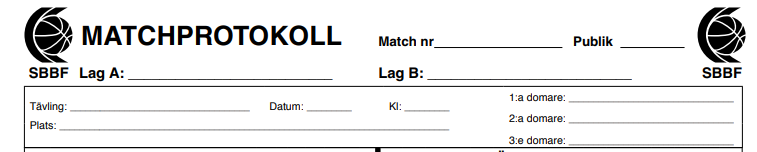 MATCHPROTOKOLL Match nr Publik
SBBF Lag A: Lag B: SBBF
Tävling: Datum: Kl: 1:a domare:
Plats: 2:a domare:
3:e domare: